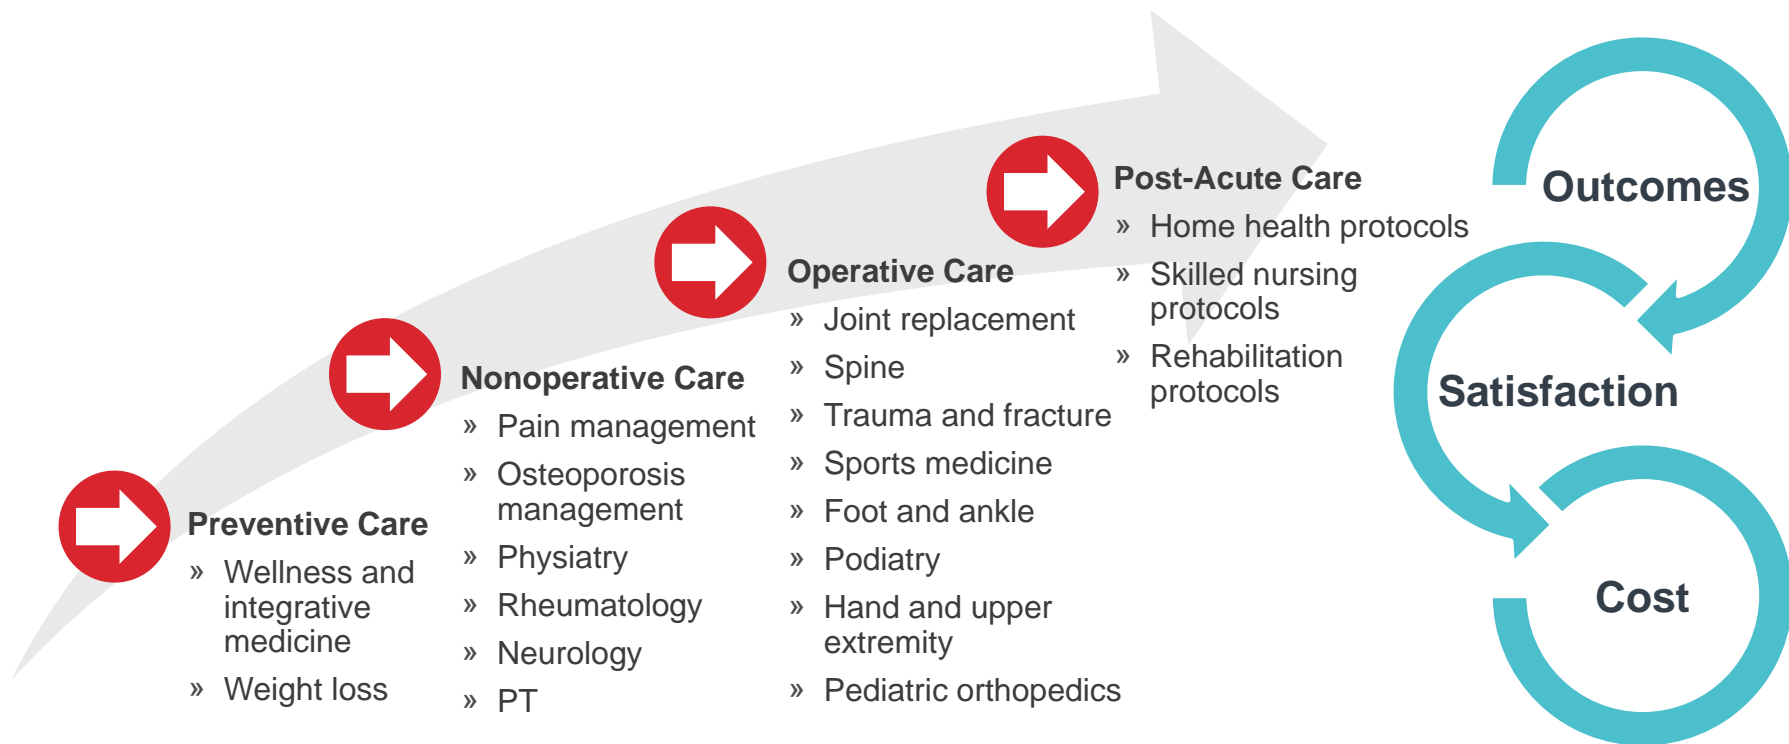 Preventive Care
» Wellness and
integrative
medicine
» Weight loss
Nonoperative Care
» Pain management
» Osteoporosis
management
» Physiatry
» Rheumatology
» Neurology
» PT
Operative Care
» Joint replacement
» Spine
» Trauma and fracture
» Sports medicine
» Foot and ankle
» Podiatry
» Hand and upper
extremity
» Pediatric orthopedics
Post-Acute Care
» Home health protocols
» Skilled nursing
protocols
» Rehabilitation
protocols
Outcomes
Satisfaction
Cost